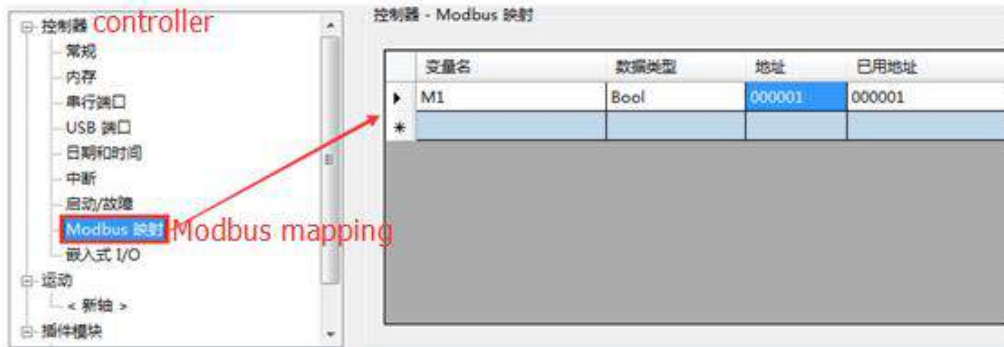 控制器 controller
常规
内存
串行端口
USB 端口
日期和时间
中断
启动/故障
Modbus 映射 Modbus mapping
嵌入式 I/O
运动
< 新轴 >
插件模块
控制器 - Modbus 映射
变量名 数据类型 地址 已用地址
M1 Bool 000001 000001